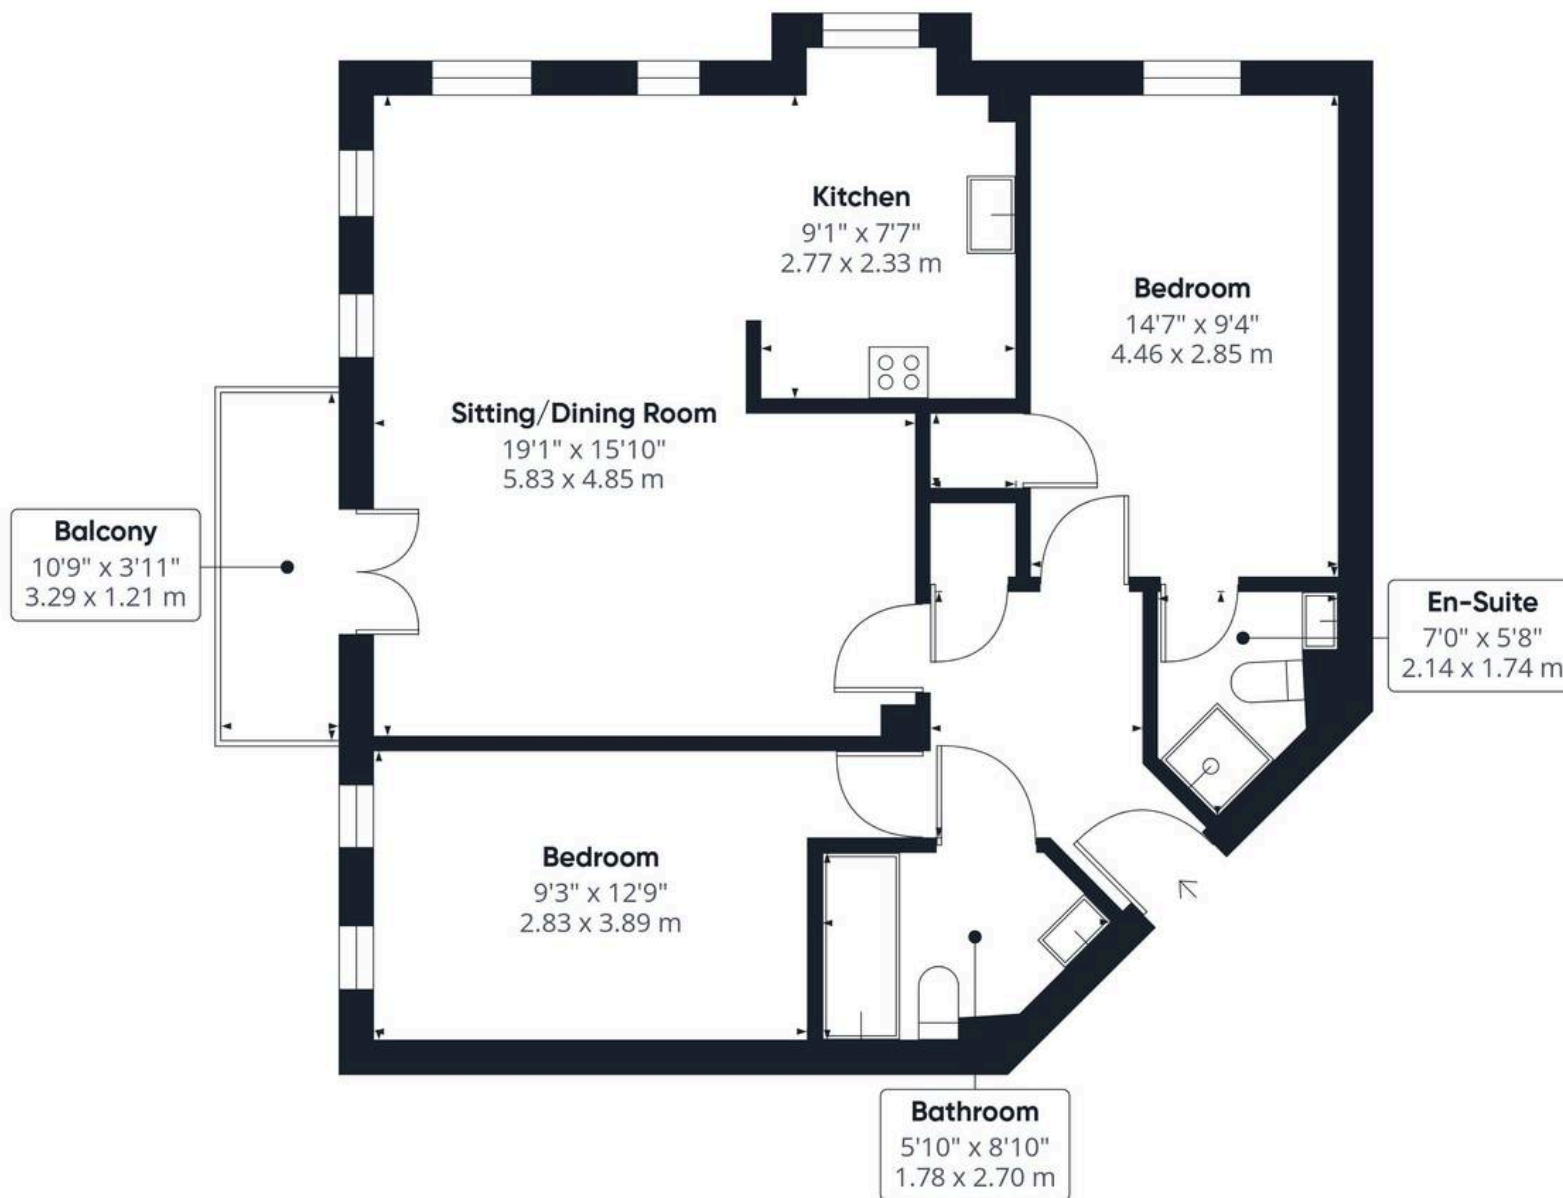 Kitchen
9'1" x 7'7"
2.77 x 2.33 m
Bedroom
14'7" x 9'4"
4.46 x 2.85 m
Sitting/Dining Room
19'1" x 15'10"
5.83 x 4.85 m
Balcony
10'9" x 3'11"
3.29 x 1.21 m
En-Suite
7'0" x 5'8"
2.14 x 1.74 m
Bedroom
9'3" x 12'9"
2.83 x 3.89 m
Bathroom
5'10" x 8'10"
1.78 x 2.70 m